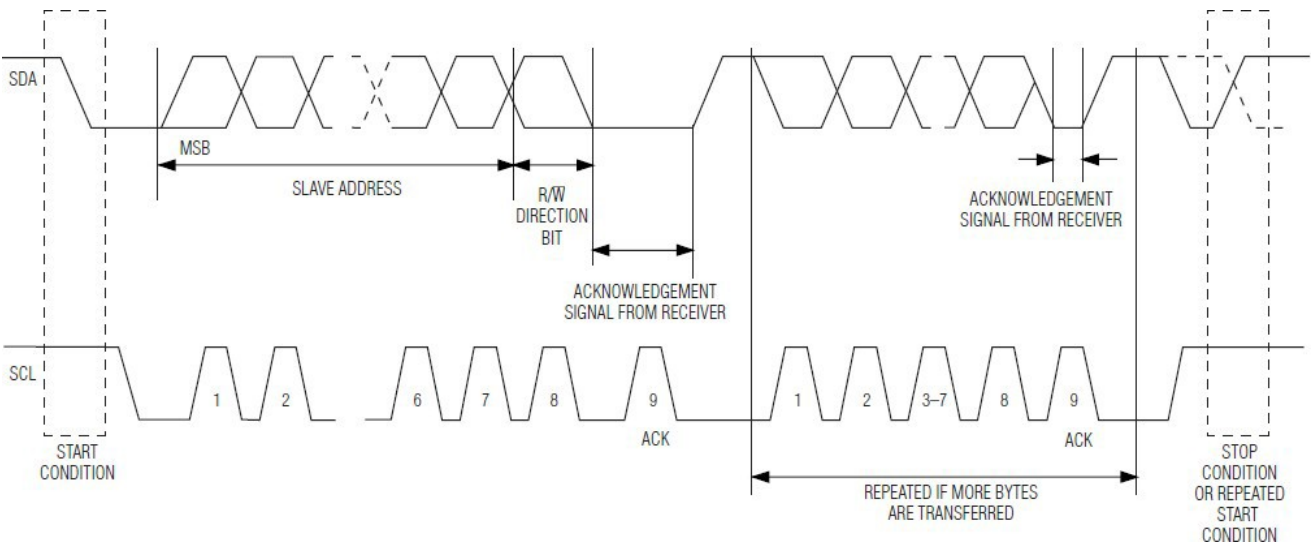 SDA
MSB
SLAVE ADDRESS
R/W̅
DIRECTION
BIT
ACKNOWLEDGEMENT
SIGNAL FROM RECEIVER
ACKNOWLEDGEMENT
SIGNAL FROM RECEIVER
SCL
1 2 6 7 8 9 1 2 3–7 8 9
ACK ACK
START
CONDITION
REPEATED IF MORE BYTES
ARE TRANSFERRED
STOP
CONDITION
OR REPEATED
START
CONDITION